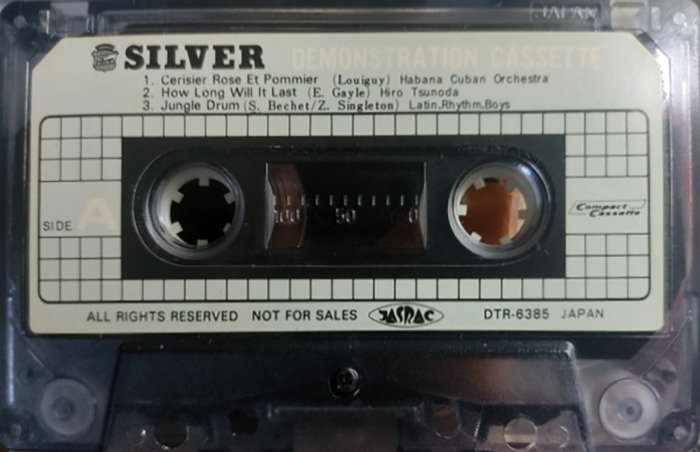 JAPAN
SILVER DEMONSTRATION CASSETTE
1. Cerisier Rose Et Pommier (Louiguy) Habana Cuban Orchestra
2. How Long Will It Last (E. Gayle) Hiro Tsunoda
3. Jungle Drum (S. Bechet/Z. Singleton) Latin.Rhythm.Boys
100 50 0
SIDE A
Compact Cassette
ALL RIGHTS RESERVED NOT FOR SALES JASRAC DTR-6385 JAPAN